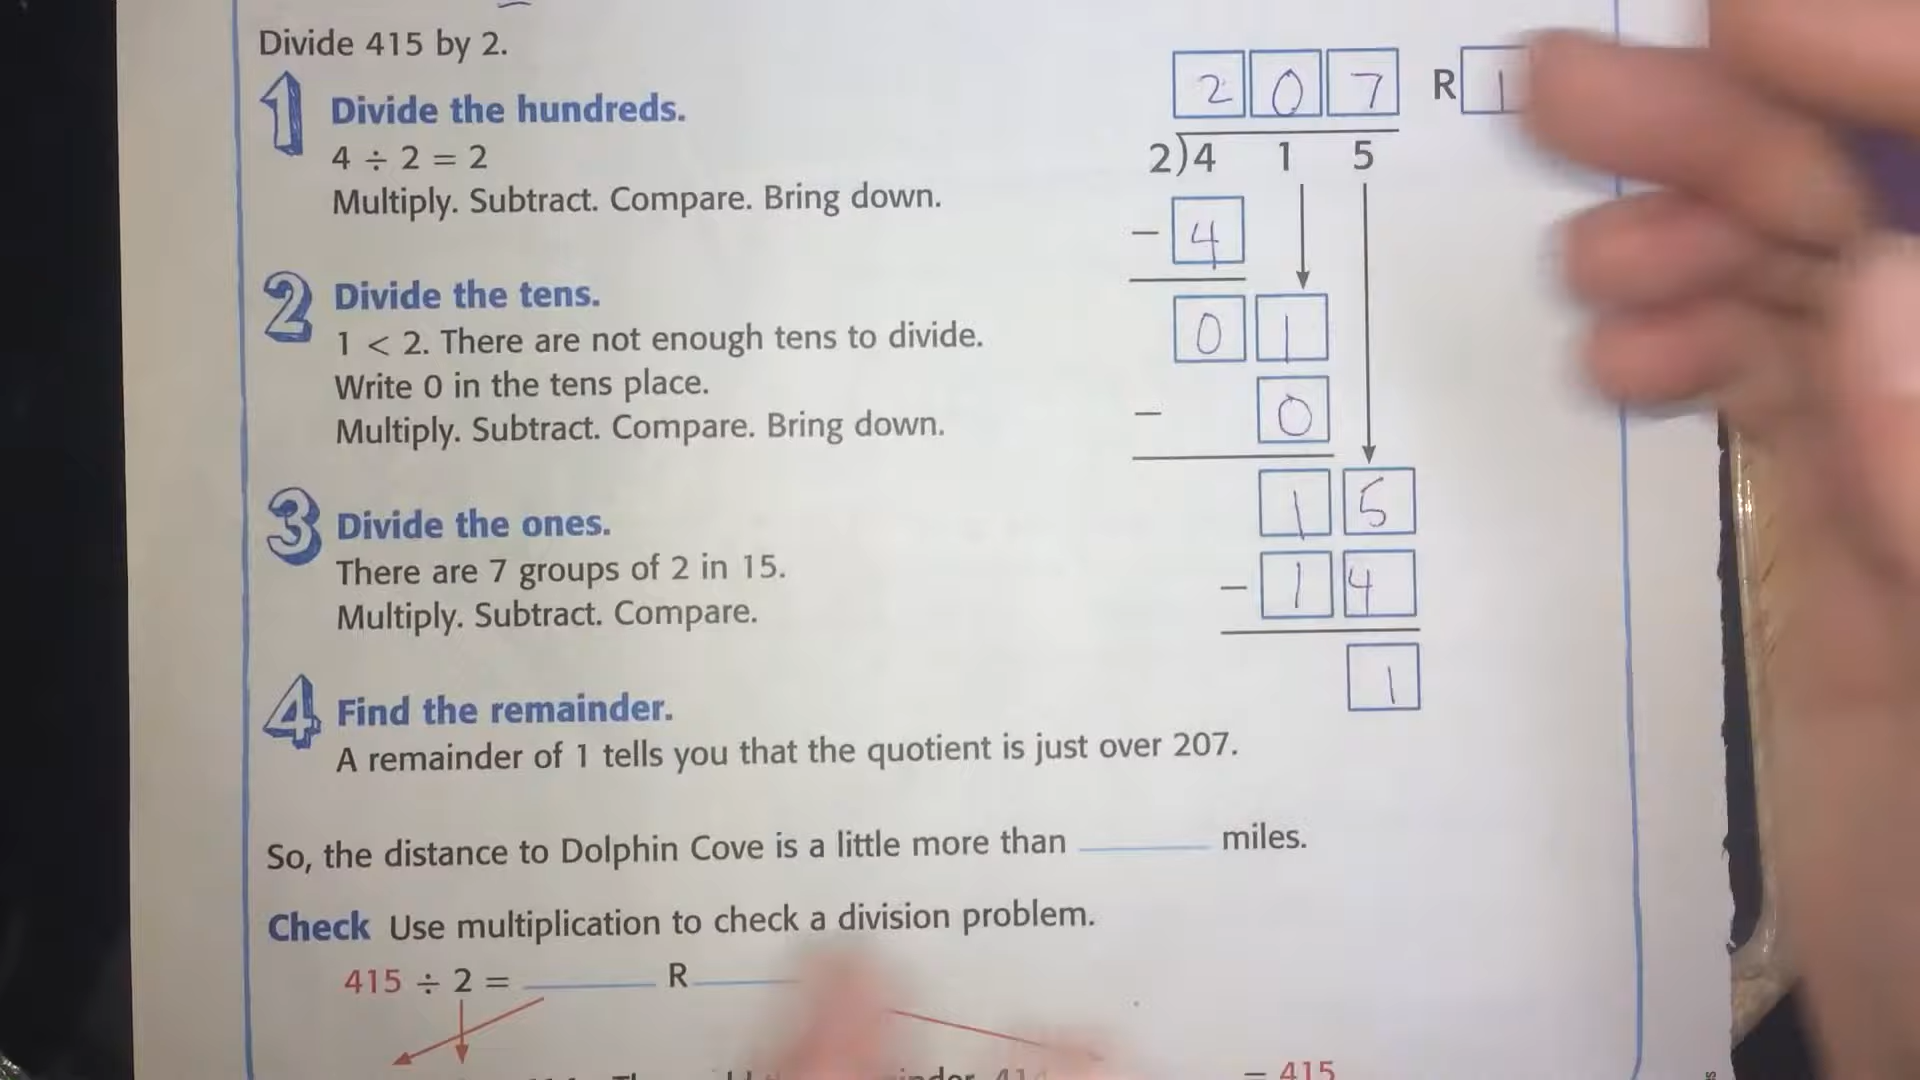 Divide 415 by 2.
1 Divide the hundreds.
4 ÷ 2 = 2
Multiply. Subtract. Compare. Bring down.
2 Divide the tens.
1 < 2. There are not enough tens to divide.
Write 0 in the tens place.
Multiply. Subtract. Compare. Bring down.
3 Divide the ones.
There are 7 groups of 2 in 15.
Multiply. Subtract. Compare.
4 Find the remainder.
A remainder of 1 tells you that the quotient is just over 207.
2 0 7 R 1
2)4 1 5
− 4
0 1
− 0
1 5
− 1 4
1
So, the distance to Dolphin Cove is a little more than miles.
Check Use multiplication to check a division problem.
415 ÷ 2 = R
= 415